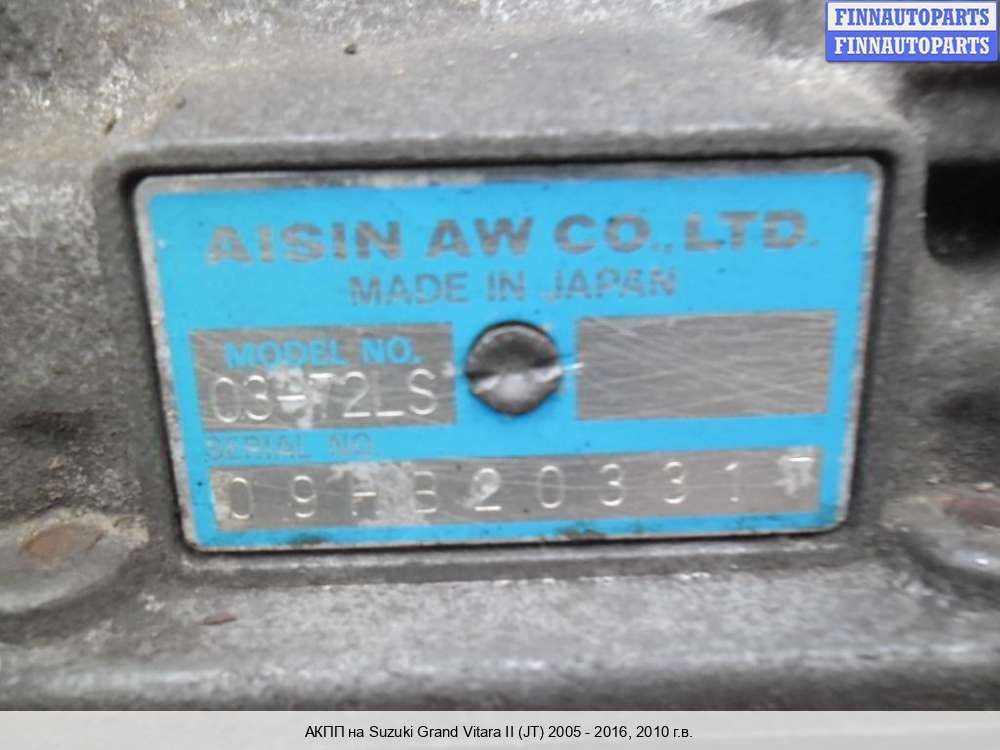 FINNAUTOPARTS
FINNAUTOPARTS
AISIN AW CO., LTD.
MADE IN JAPAN
MODEL NO.
03-72LS
SERIAL NO.
09HB203317
АКПП на Suzuki Grand Vitara II (JT) 2005 - 2016, 2010 г.в.